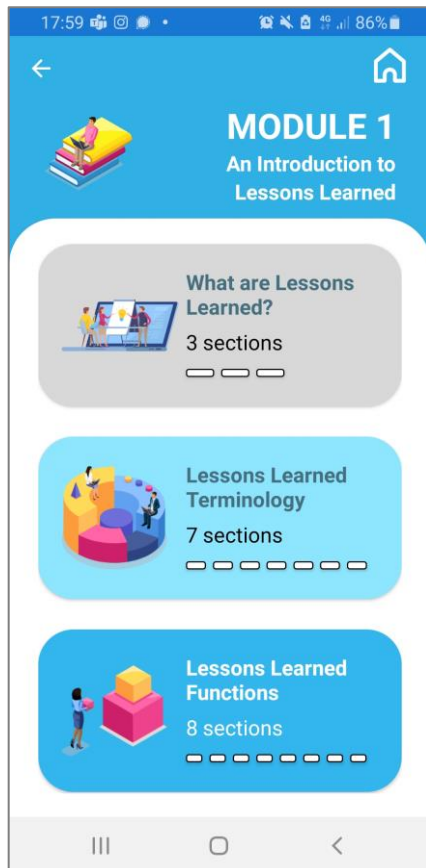 17:59
4G
86%
MODULE 1
An Introduction to
Lessons Learned
What are Lessons
Learned?
3 sections
Lessons Learned
Terminology
7 sections
Lessons Learned
Functions
8 sections